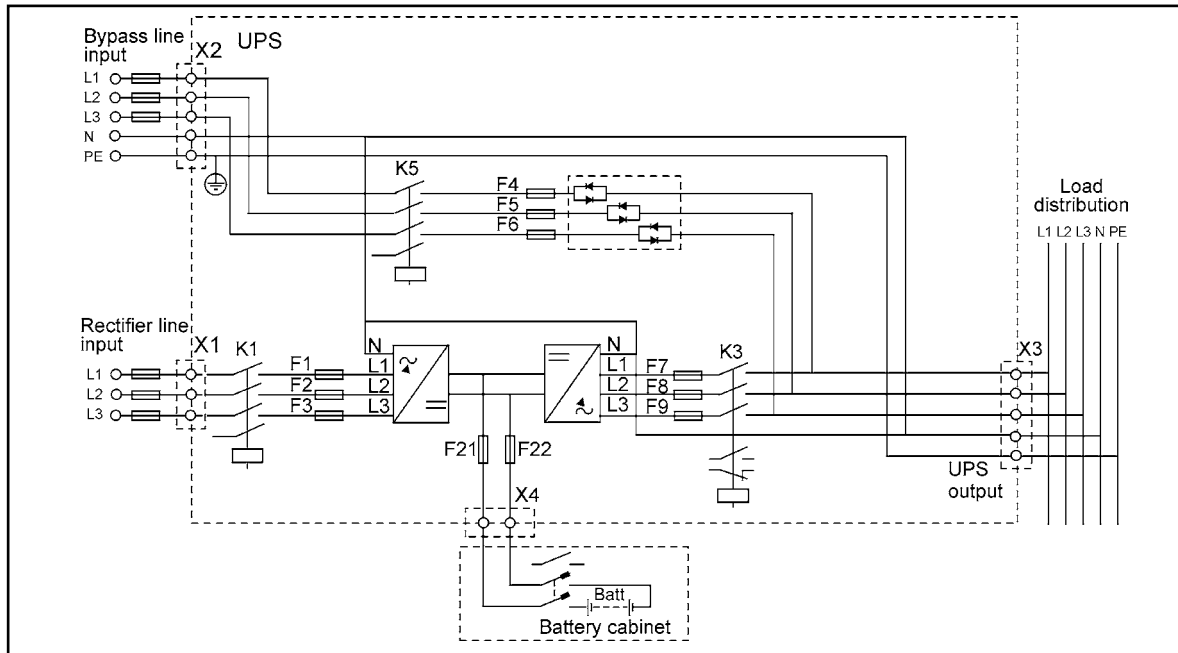 Bypass line
input
X2
UPS
L1
L2
L3
N
PE
K5
F4
F5
F6
Load
distribution
L1 L2 L3 N PE
Rectifier line
input
X1
K1
F1
F2
F3
L1
L2
L3
N
L1
L2
L3
N
L1
L2
L3
F7
F8
F9
K3
X3
F21
F22
X4
UPS
output
Batt
Battery cabinet